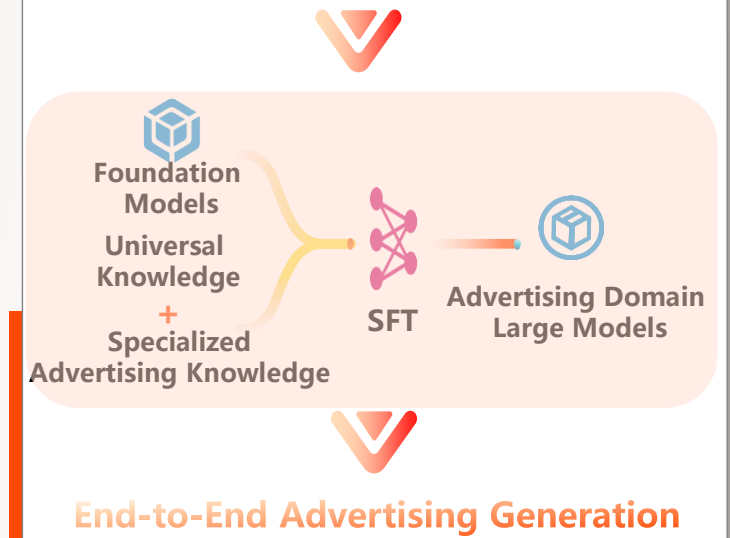 Foundation
Models
Universal
Knowledge
+
Specialized
Advertising Knowledge
SFT
Advertising Domain
Large Models
End-to-End Advertising Generation